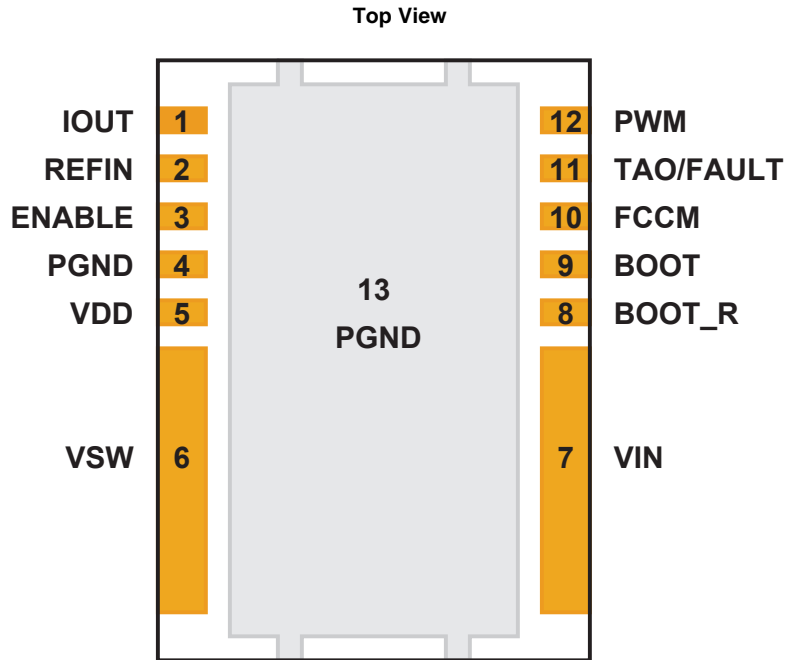 Top View
IOUT 1 12 PWM
REFIN 2 11 TAO/FAULT
ENABLE 3 10 FCCM
PGND 4 9 BOOT
13
VDD 5 8 BOOT_R
PGND
VSW 6 7 VIN